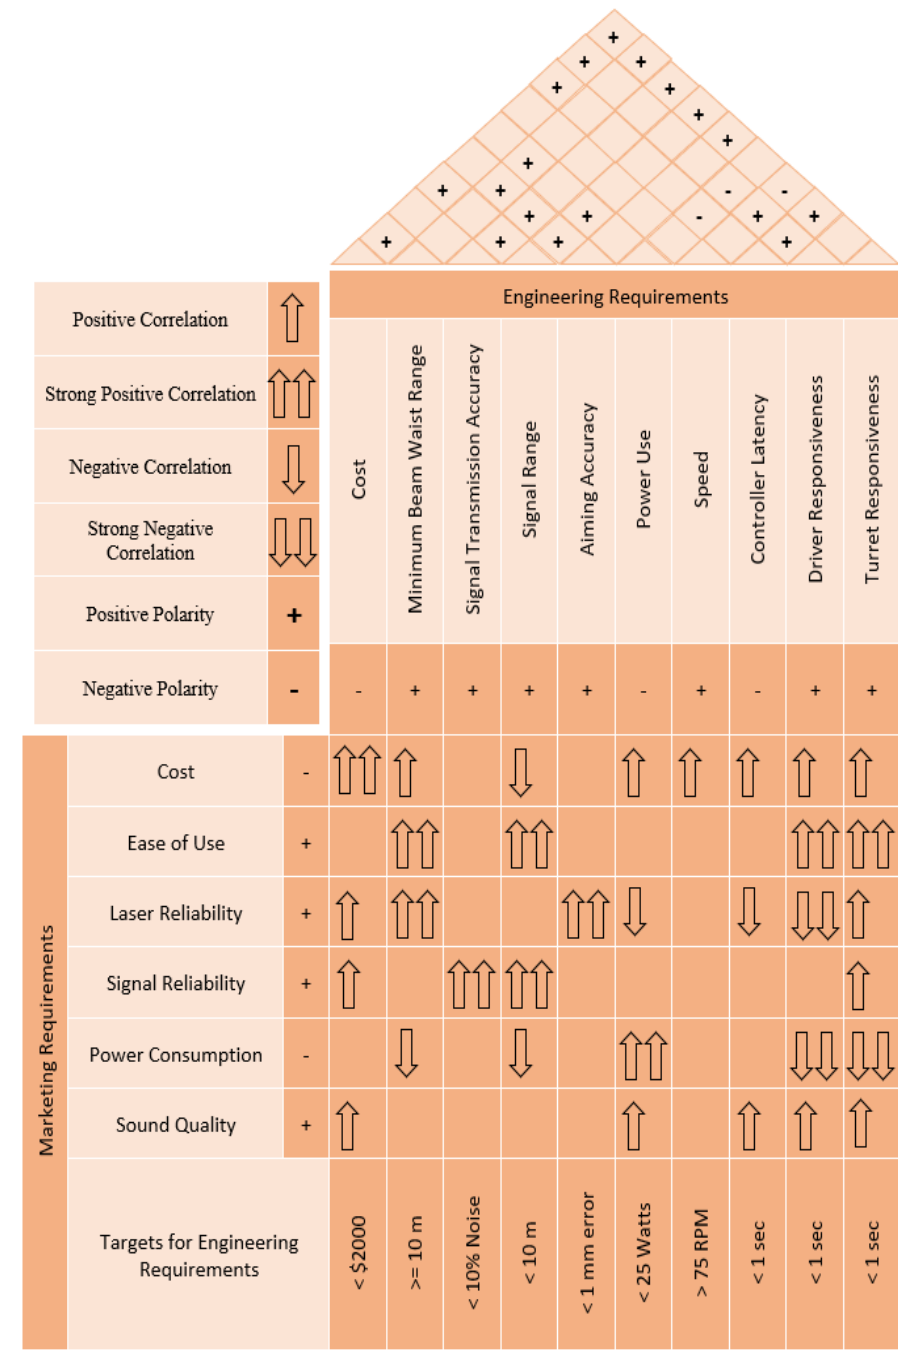 +
+ +
+ +
+
+
+
+ + - -
+ + - + +
+ + + +
Engineering Requirements
Positive Correlation
Strong Positive Correlation
Negative Correlation
Strong Negative
Correlation
Positive Polarity +
Negative Polarity -
Cost
Minimum Beam Waist Range
Signal Transmission Accuracy
Signal Range
Aiming Accuracy
Power Use
Speed
Controller Latency
Driver Responsiveness
Turret Responsiveness
- + + + + - + - + +
Marketing Requirements
Cost -
Ease of Use +
Laser Reliability +
Signal Reliability +
Power Consumption -
Sound Quality +
Targets for Engineering
Requirements
< $2000
>= 10 m
< 10% Noise
< 10 m
< 1 mm error
< 25 Watts
> 75 RPM
< 1 sec
< 1 sec
< 1 sec